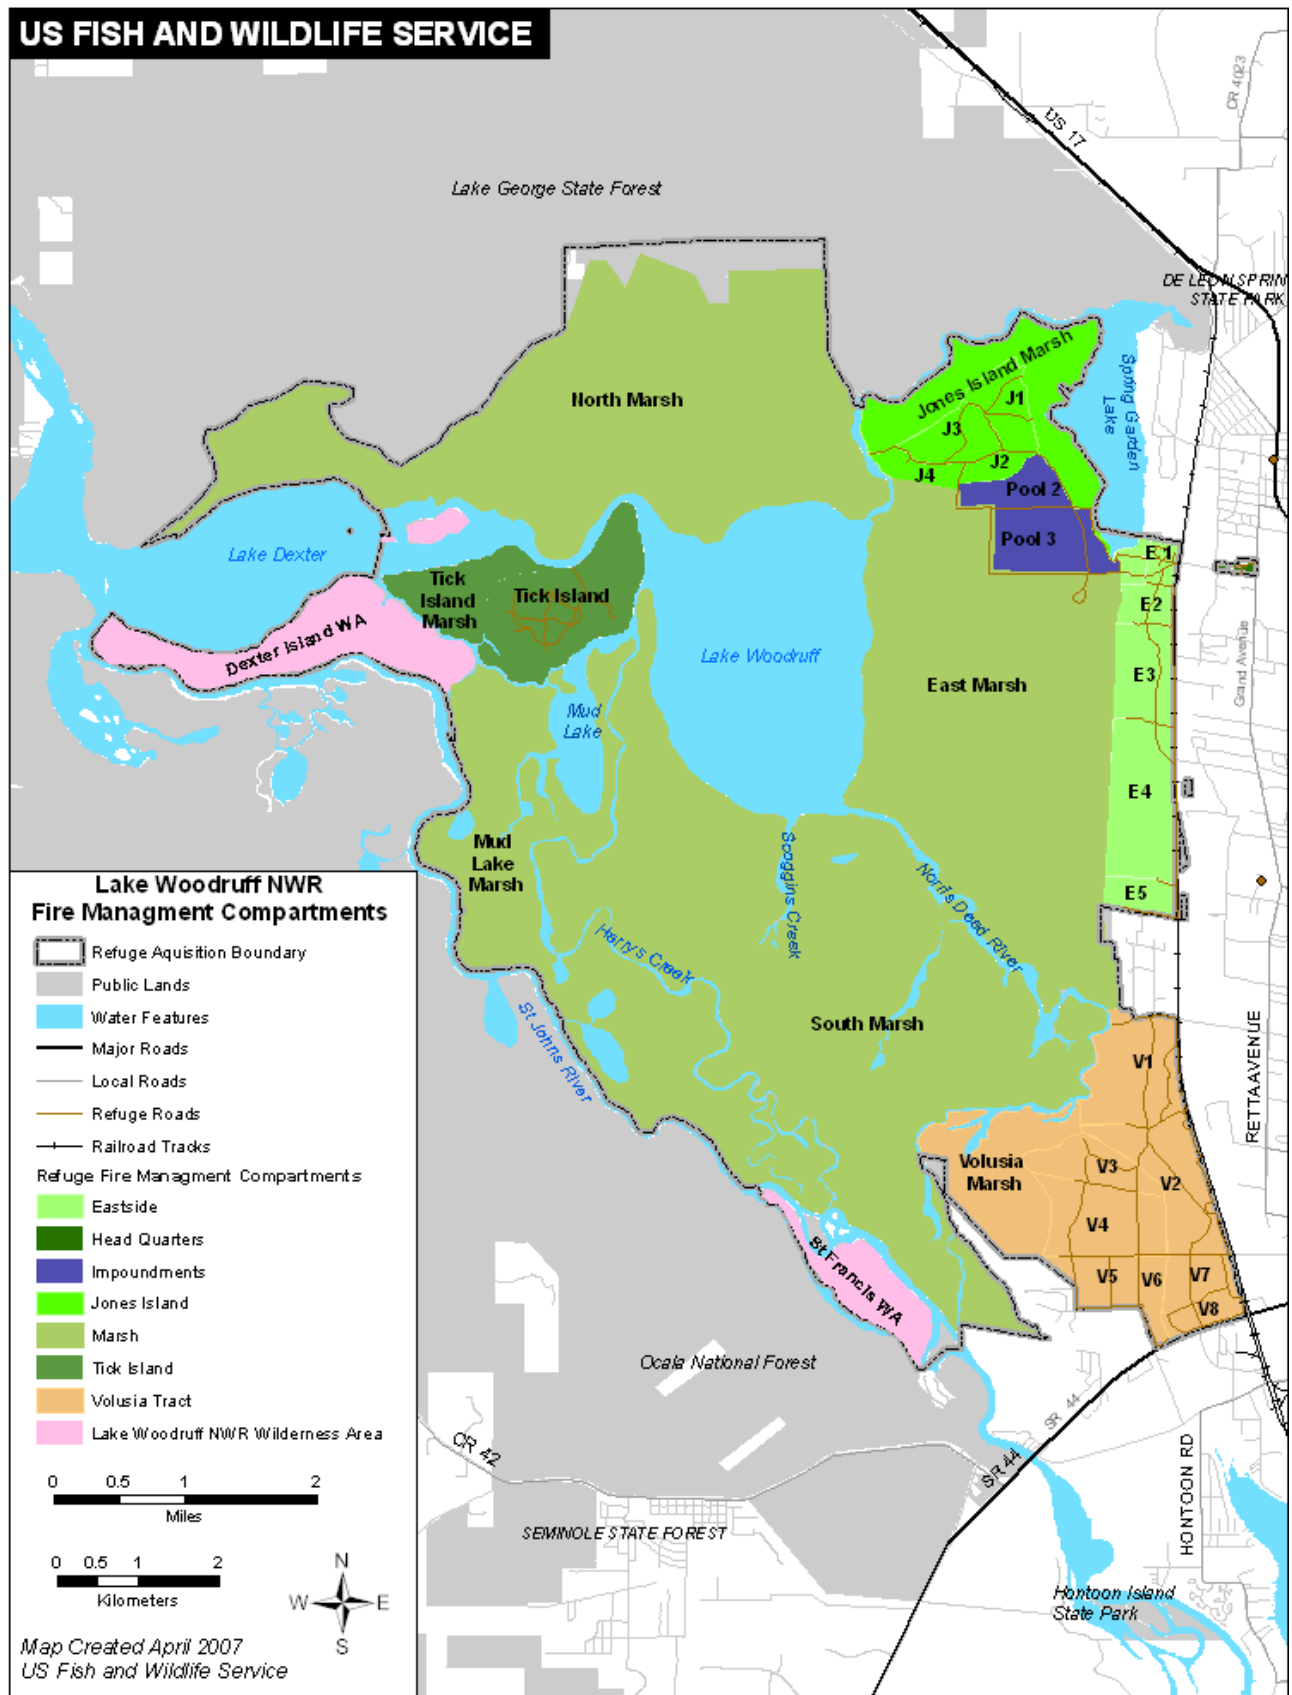 US FISH AND WILDLIFE SERVICE
CR 4023
US 17
Lake George State Forest
DE LEON SPRIN
STATE PARK
Jones Island Marsh
Spring Garden
Lake
North Marsh
J1
J3
J2
J4
Pool 2
Pool 3
E 1
Lake Dexter
Tick
Island
Marsh
Tick Island
E2
Dexter Island WA
Lake Woodruff
East Marsh
E3
Grand Avenue
Mud
Lake
E4
Mud
Lake
Marsh
Scoggins Creek
Norris Deed River
E5
Harry's Creek
South Marsh
St Johns River
V1
RETTA AVENUE
Volusia
Marsh
V3
V2
V4
St Francis WA
V5
V6
V7
V8
Ocala National Forest
CR 42
SR 44
SR 44
SEMINOLE STATE FOREST
HONTOON RD
Hontoon Island
State Park
Lake Woodruff NWR
Fire Managment Compartments
Refuge Aquisition Boundary
Public Lands
Water Features
Major Roads
Local Roads
Refuge Roads
Railroad Tracks
Refuge Fire Managment Compartments
Eastside
Head Quarters
Impoundments
Jones Island
Marsh
Tick Island
Volusia Tract
Lake Woodruff NWR Wilderness Area
0 0.5 1 2
Miles
0 0.5 1 2
Kilometers
N
W E
S
Map Created April 2007
US Fish and Wildlife Service